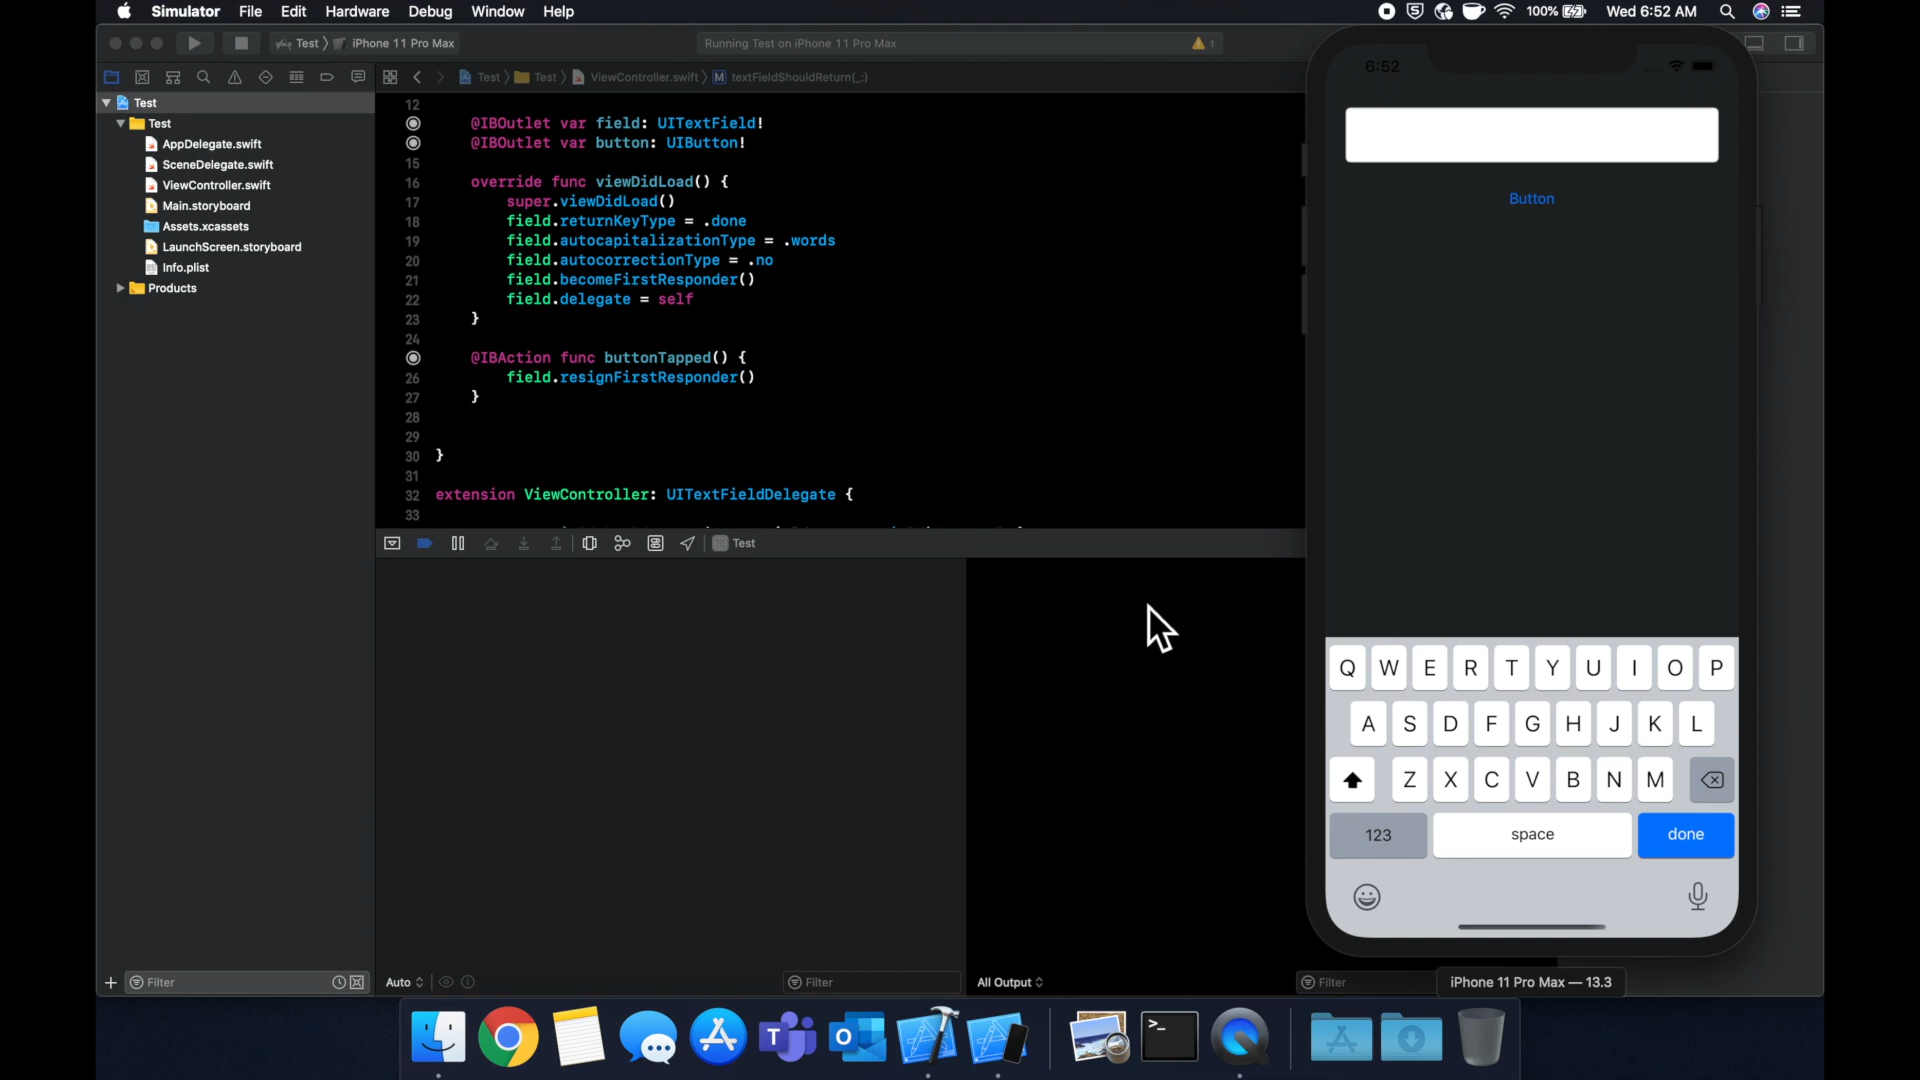 Simulator File Edit Hardware Debug Window Help
100% Wed 6:52 AM
Test iPhone 11 Pro Max
Running Test on iPhone 11 Pro Max
1
Test Test ViewController.swift M textFieldShouldReturn(_:)
Test
Test
AppDelegate.swift
SceneDelegate.swift
ViewController.swift
Main.storyboard
Assets.xcassets
LaunchScreen.storyboard
Info.plist
Products
12
@IBOutlet var field: UITextField!
@IBOutlet var button: UIButton!
15
16 override func viewDidLoad() {
17 super.viewDidLoad()
18 field.returnKeyType = .done
19 field.autocapitalizationType = .words
20 field.autocorrectionType = .no
21 field.becomeFirstResponder()
22 field.delegate = self
23 }
24
@IBAction func buttonTapped() {
26 field.resignFirstResponder()
27 }
28
29
30 }
31
32 extension ViewController: UITextFieldDelegate {
33
Test
Filter
Auto
Filter
All Output
Filter
6:52
Button
Q W E R T Y U I O P
A S D F G H J K L
Z X C V B N M
123 space done
iPhone 11 Pro Max — 13.3